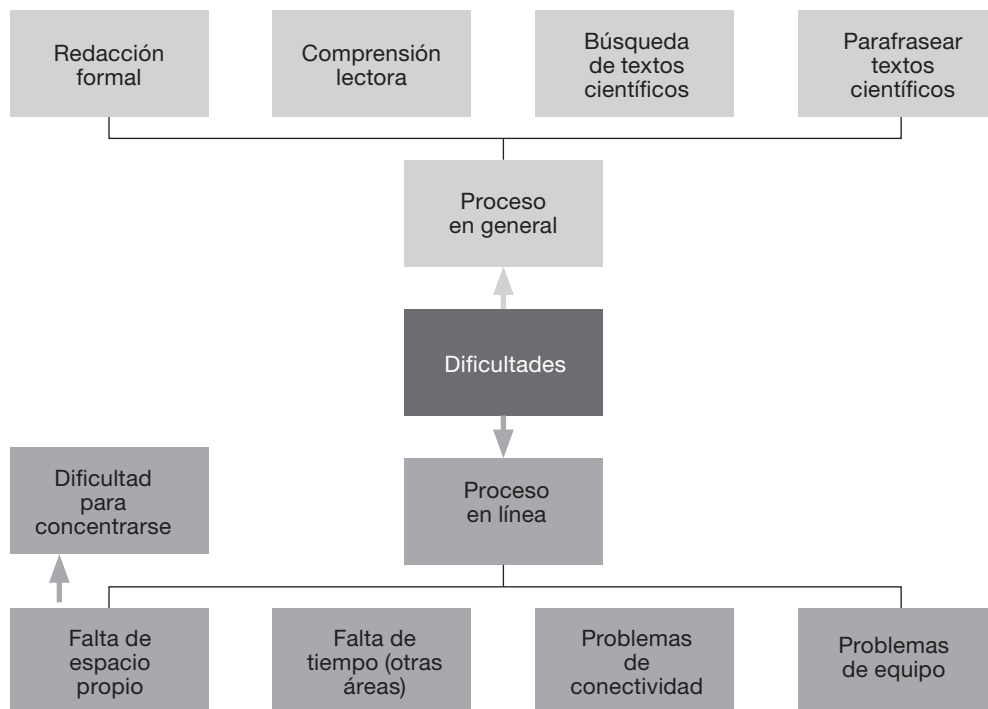 Redacción
formal
Comprensión
lectora
Búsqueda
de textos
científicos
Parafrasear
textos
científicos
Proceso
en general
Dificultades
Proceso
en línea
Dificultad
para
concentrarse
Falta de
espacio
propio
Falta de
tiempo (otras
áreas)
Problemas
de
conectividad
Problemas
de equipo